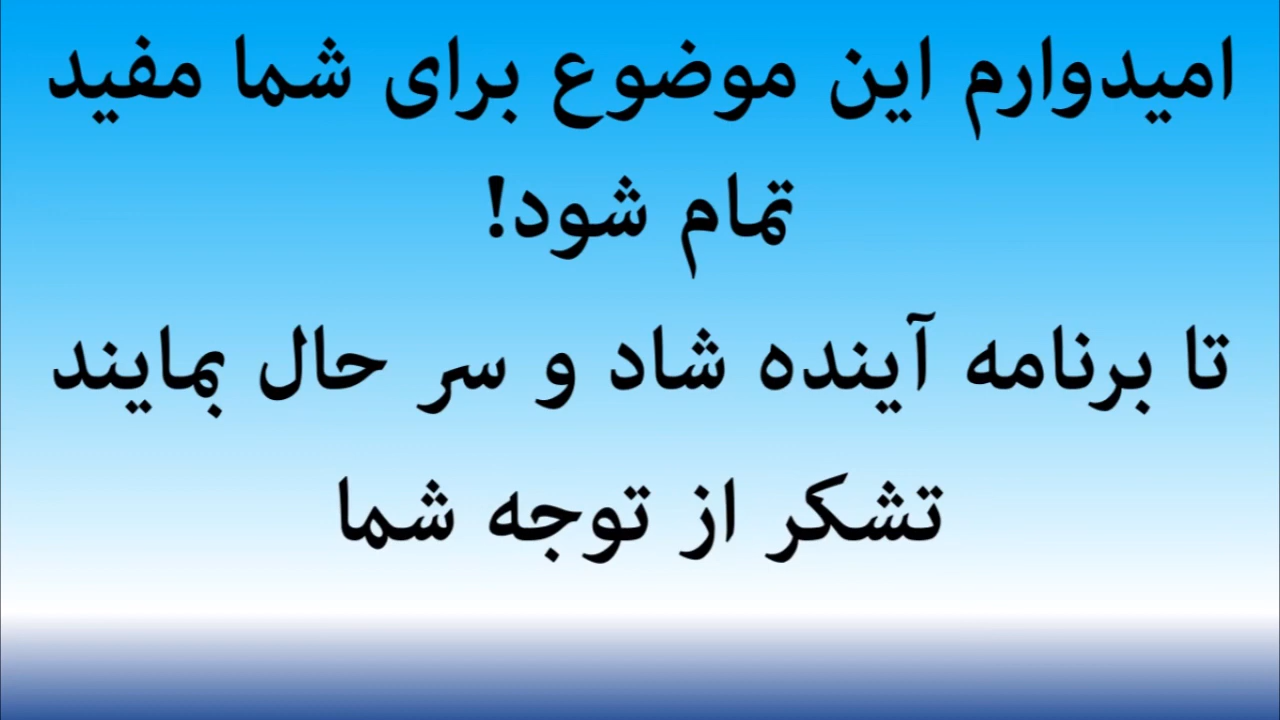 امیدوارم این موضوع برای شما مفید
تمام شود!
تا برنامه آینده شاد و سر حال بمایند
تشکر از توجه شما